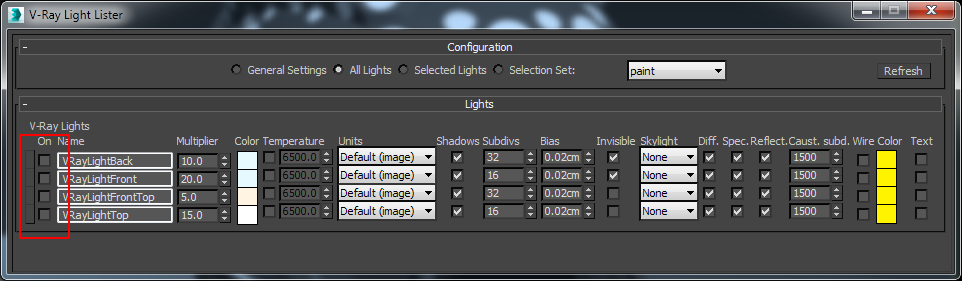 V-Ray Light Lister
Configuration
General Settings All Lights Selected Lights Selection Set: paint Refresh
Lights
V-Ray Lights
On Name Multiplier Color Temperature Units Shadows Subdivs Bias Invisible Skylight Diff. Spec. Reflect. Caust. subd. Wire Color Text
VRayLightBack 10.0 6500.0 Default (image) 32 0.02cm None 1500
VRayLightFront 20.0 6500.0 Default (image) 16 0.02cm None 1500
VRayLightFrontTop 5.0 6500.0 Default (image) 32 0.02cm None 1500
VRayLightTop 15.0 6500.0 Default (image) 16 0.02cm None 1500